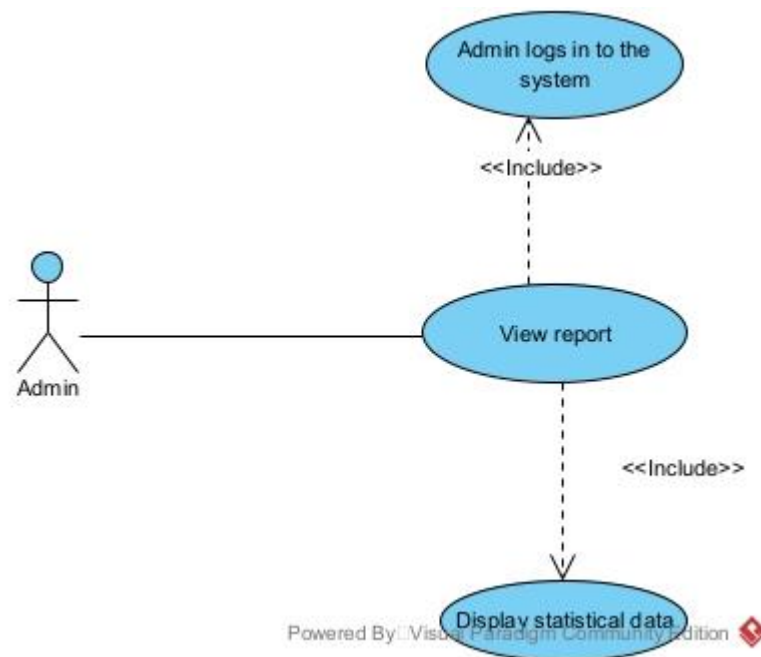 Admin logs in to the
system
<<Include>>
View report
Admin
<<Include>>
Display statistical data
Powered By Visual Paradigm Community Edition